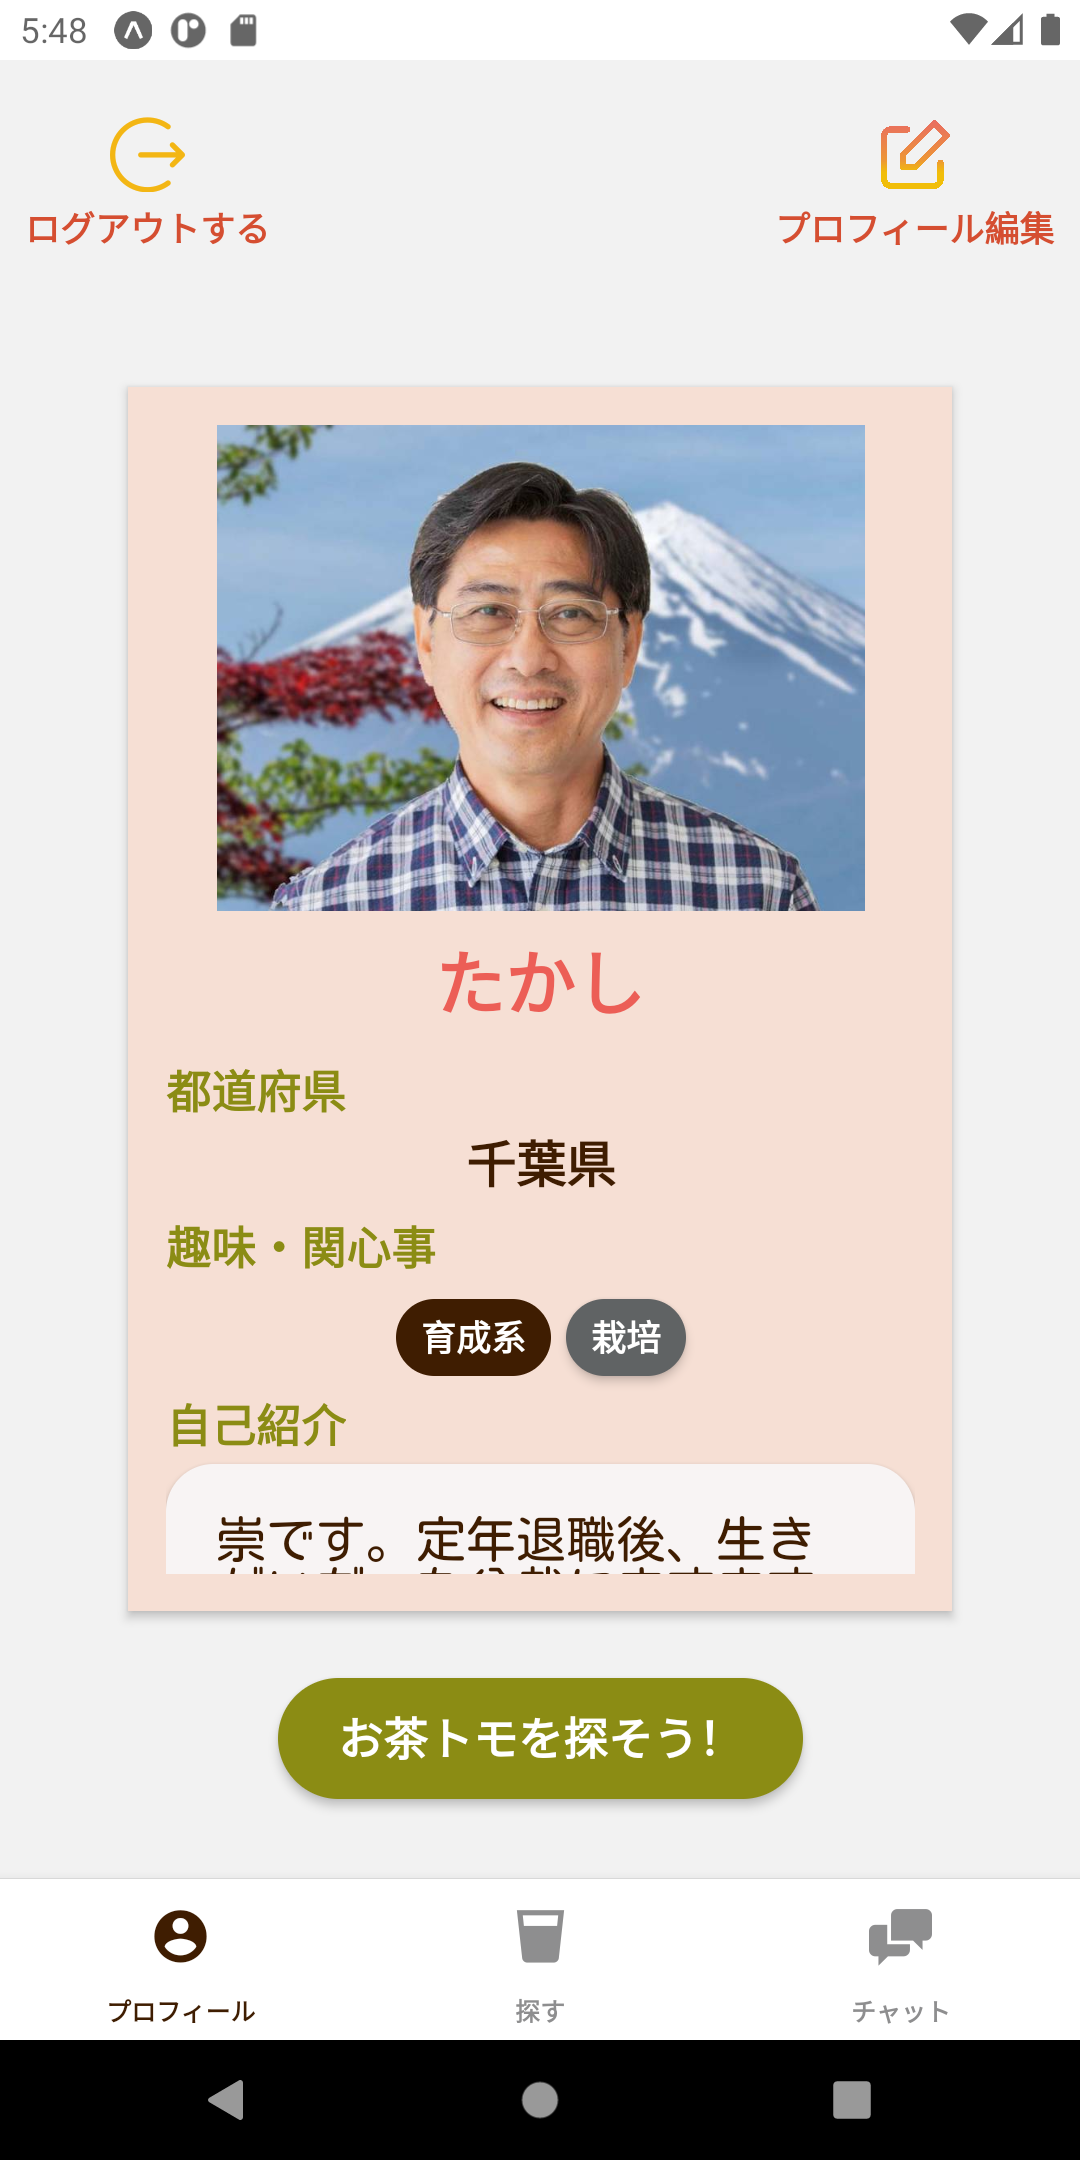 5:48
ログアウトする
プロフィール編集
たかし
都道府県
千葉県
趣味・関心事
育成系 栽培
自己紹介
崇です。定年退職後、生き
お茶トモを探そう!
プロフィール
探す
チャット